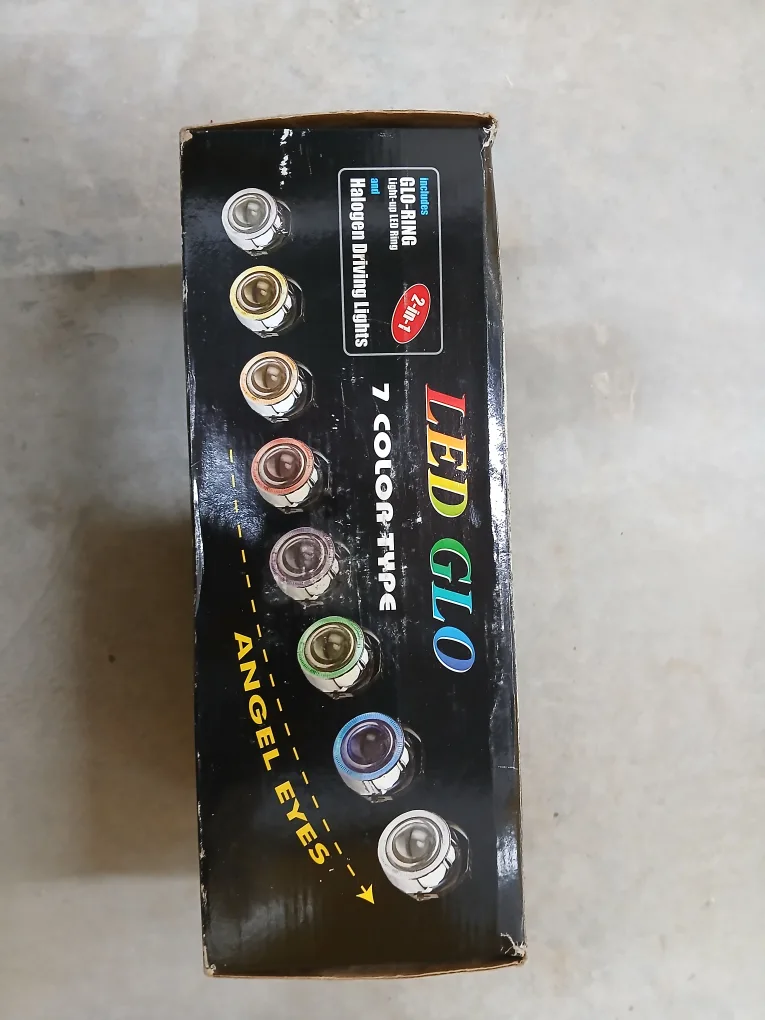 includes
GLO-RING
Light-up LED Ring
and
Halogen Driving Lights
2-in-1
LED GLO
7 COLOR TYPE
ANGEL EYES